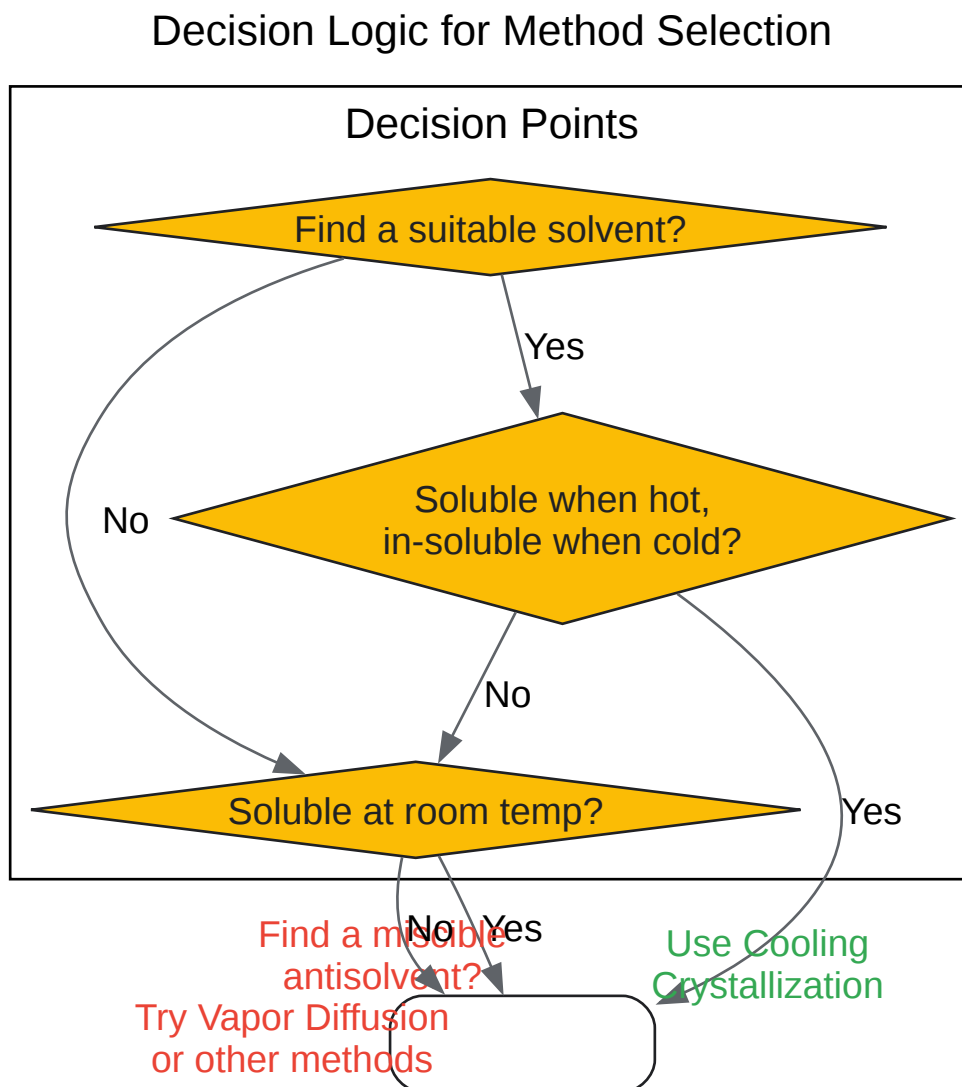 Decision Logic for Method Selection
Decision Points
Find a suitable solvent?
Yes
Soluble when hot,
in-soluble when cold?
No
No
Soluble at room temp?
Yes
No
Yes
Find a miscible
antisolvent?
Use Cooling
Crystallization
Try Vapor Diffusion
or other methods